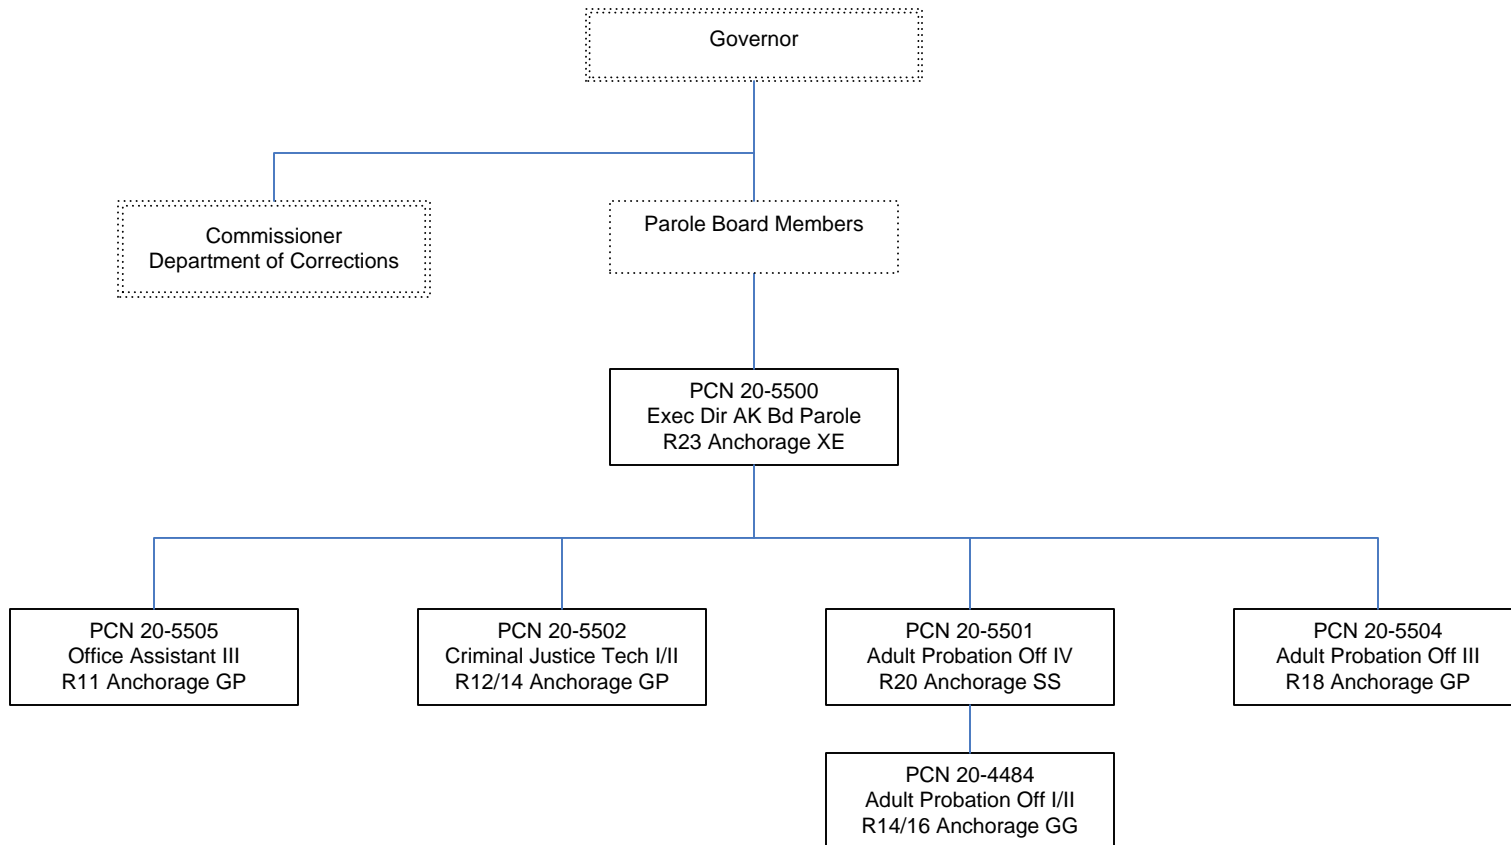 Governor
Commissioner
Department of Corrections
Parole Board Members
PCN 20-5500
Exec Dir AK Bd Parole
R23 Anchorage XE
PCN 20-5505
Office Assistant III
R11 Anchorage GP
PCN 20-5502
Criminal Justice Tech I/II
R12/14 Anchorage GP
PCN 20-5501
Adult Probation Off IV
R20 Anchorage SS
PCN 20-5504
Adult Probation Off III
R18 Anchorage GP
PCN 20-4484
Adult Probation Off I/II
R14/16 Anchorage GG